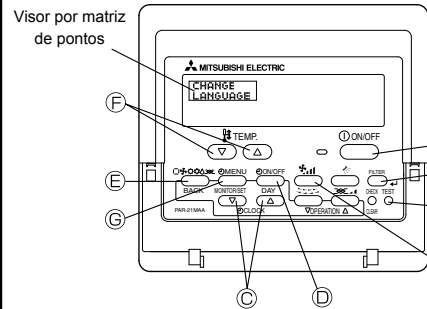 Visor por matriz
de pontos
MITSUBISHI ELECTRIC
CHANGE
LANGUAGE
F
TEMP.
ON/OFF
E
MENU
ON/OFF
FILTER
BACK
MONITOR/SET
DAY
CHECK TEST
PAR-21MAA
CLOCK
OPERATION
CLEAR
G
C
D